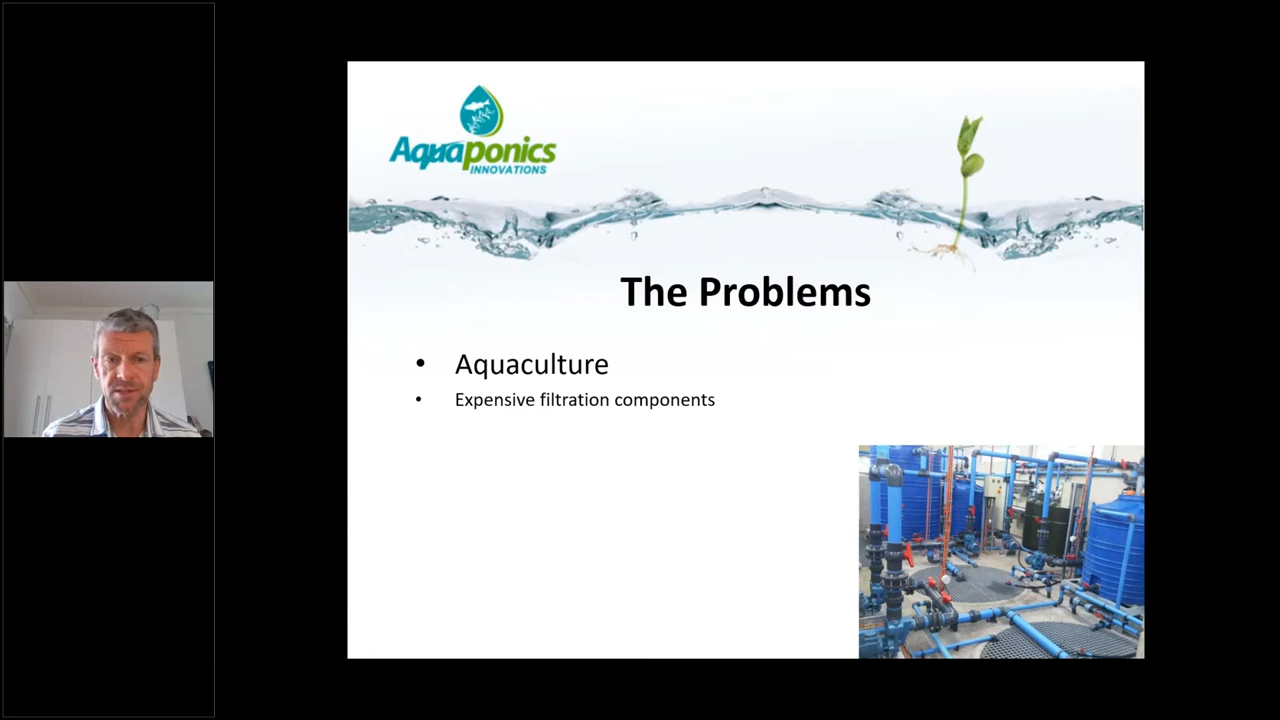 Aquaponics
INNOVATIONS
The Problems
• Aquaculture
• Expensive filtration components